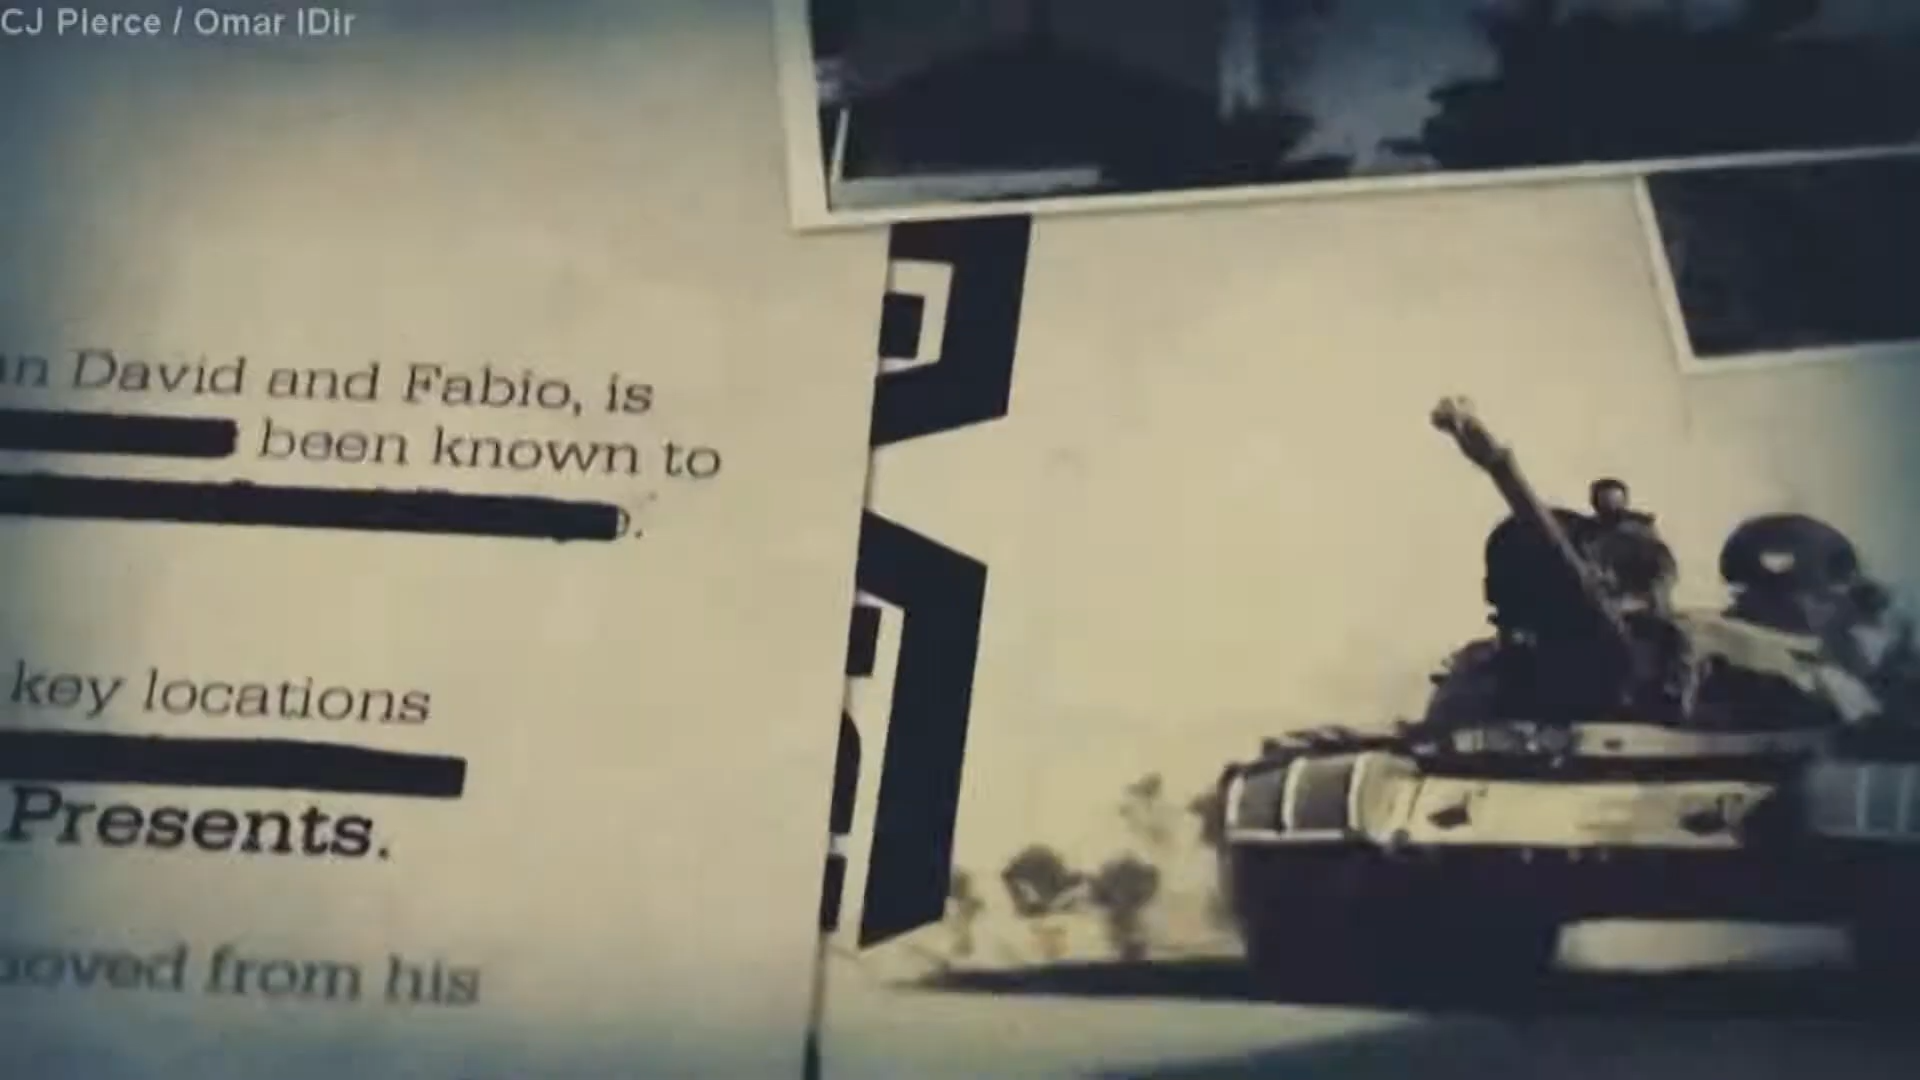 CJ PIerce / Omar IDir
David and Fabio, is
been known to
key locations
Presents.
from his